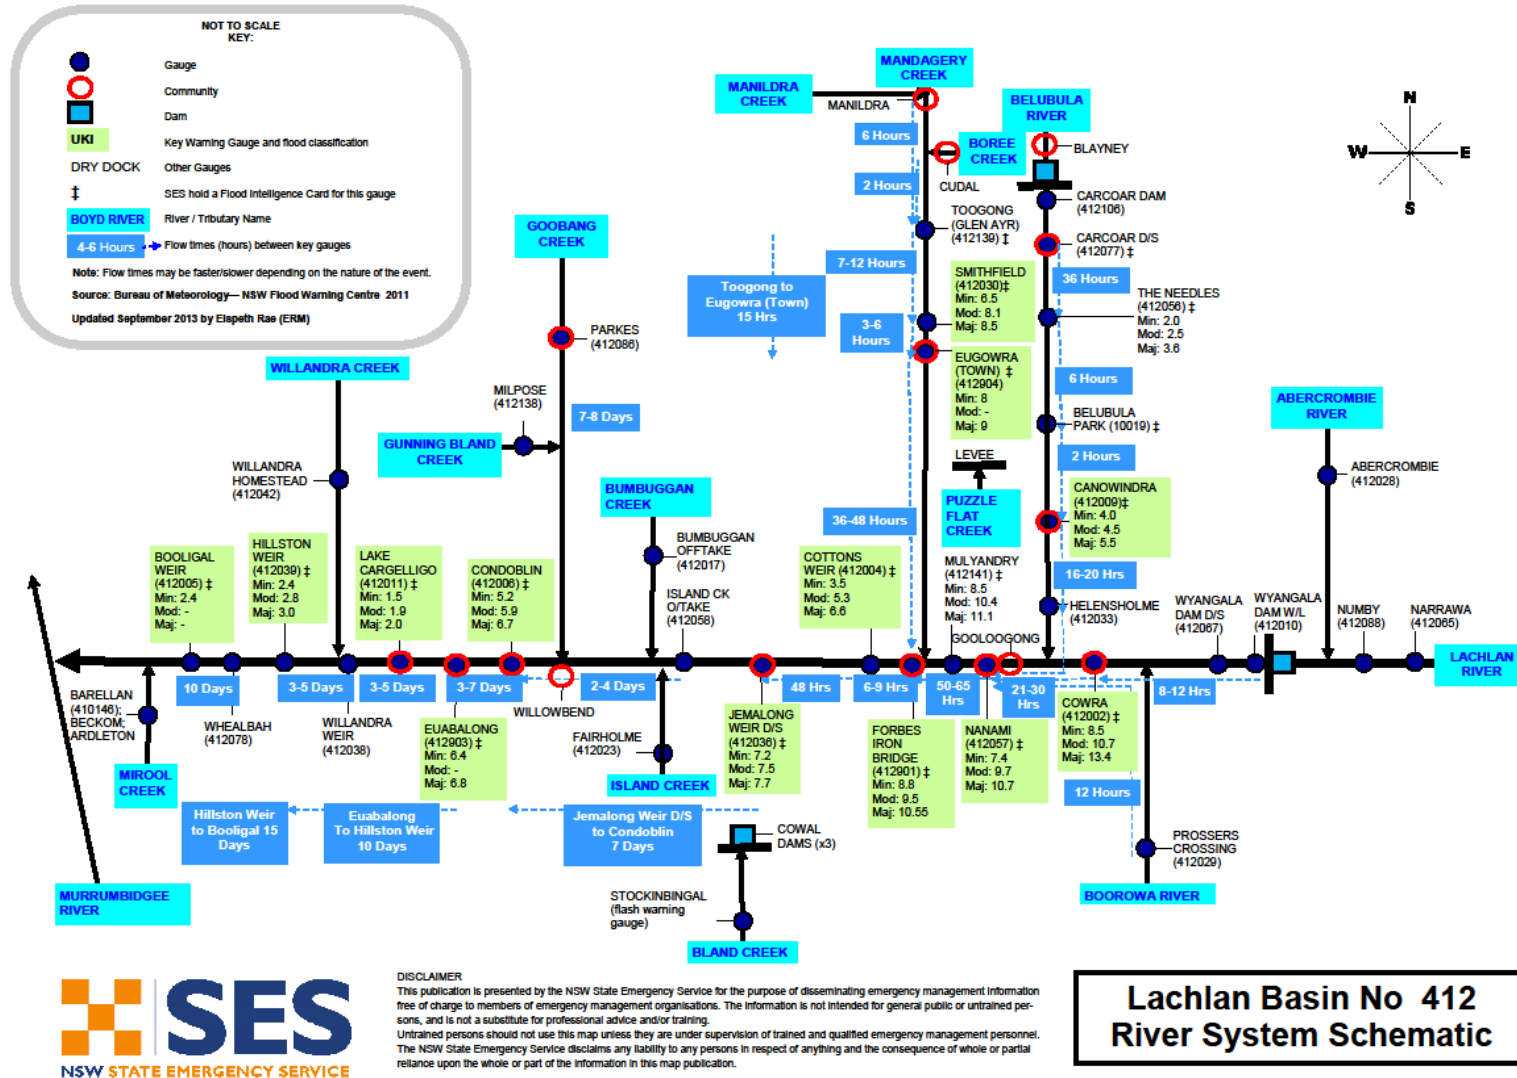 NOT TO SCALE
KEY:
Gauge
Community
Dam
UKI
Key Warning Gauge and flood classification
DRY DOCK
Other Gauges
‡
SES hold a Flood Intelligence Card for this gauge
BOYD RIVER
River / Tributary Name
4-6 Hours
Flow times (hours) between key gauges
Note: Flow times may be faster/slower depending on the nature of the event.
Source: Bureau of Meteorology— NSW Flood Warning Centre 2011
Updated September 2013 by Elspeth Rae (ERM)
MANDAGERY
CREEK
MANILDRA
CREEK
MANILDRA
6 Hours
BOREE
CREEK
CUDAL
2 Hours
TOOGONG
(GLEN AYR)
(412139) ‡
7-12 Hours
Toogong to
Eugowra (Town)
15 Hrs
SMITHFIELD
(412030)‡
Min: 6.5
Mod: 8.1
Maj: 8.5
3-6
Hours
EUGOWRA
(TOWN) ‡
(412904)
Min: 8
Mod: -
Maj: 9
LEVEE
PUZZLE
FLAT
CREEK
36-48 Hours
BELUBULA
RIVER
BLAYNEY
CARCOAR DAM
(412106)
CARCOAR D/S
(412077) ‡
36 Hours
THE NEEDLES
(412056) ‡
Min: 2.0
Mod: 2.5
Maj: 3.6
6 Hours
BELUBULA
PARK (10019) ‡
2 Hours
CANOWINDRA
(412009)‡
Min: 4.0
Mod: 4.5
Maj: 5.5
16-20 Hrs
HELENSHOLME
(412033)
N
W
E
S
ABERCROMBIE
RIVER
ABERCROMBIE
(412028)
GOOBANG
CREEK
PARKES
(412086)
MILPOSE
(412138)
7-8 Days
GUNNING BLAND
CREEK
WILLANDRA CREEK
WILLANDRA
HOMESTEAD
(412042)
BUMBUGGAN
CREEK
BUMBUGGAN
OFFTAKE
(412017)
ISLAND CK
O/TAKE
(412058)
BOOLIGAL
WEIR
(412005) ‡
Min: 2.4
Mod: -
Maj: -
HILLSTON
WEIR
(412039) ‡
Min: 2.4
Mod: 2.8
Maj: 3.0
LAKE
CARGELLIGO
(412011) ‡
Min: 1.5
Mod: 1.9
Maj: 2.0
CONDOBLIN
(412006) ‡
Min: 5.2
Mod: 5.9
Maj: 6.7
COTTONS
WEIR (412004) ‡
Min: 3.5
Mod: 5.3
Maj: 6.6
MULYANDRY
(412141) ‡
Min: 8.5
Mod: 10.4
Maj: 11.1
GOOLOOGONG
WYANGALA
DAM D/S
(412067)
WYANGALA
DAM W/L
(412010)
NUMBY
(412088)
NARRAWA
(412065)
LACHLAN
RIVER
BARELLAN
(410146);
BECKOM;
ARDLETON
10 Days
WHEALBAH
(412078)
3-5 Days
WILLANDRA
WEIR
(412038)
3-5 Days
3-7 Days
EUABALONG
(412903) ‡
Min: 6.4
Mod: -
Maj: 6.8
WILLOWBEND
2-4 Days
FAIRHOLME
(412023)
ISLAND CREEK
JEMALONG
WEIR D/S
(412036) ‡
Min: 7.2
Mod: 7.5
Maj: 7.7
48 Hrs
6-9 Hrs
FORBES
IRON
BRIDGE
(412901) ‡
Min: 8.8
Mod: 9.5
Maj: 10.55
50-65
Hrs
NANAMI
(412057) ‡
Min: 7.4
Mod: 9.7
Maj: 10.7
21-30
Hrs
COWRA
(412002) ‡
Min: 8.5
Mod: 10.7
Maj: 13.4
8-12 Hrs
12 Hours
PROSSERS
CROSSING
(412029)
BOOROWA RIVER
MIROOL
CREEK
MURRUMBIDGEE
RIVER
Hillston Weir
to Booligal 15
Days
Euabalong
To Hillston Weir
10 Days
Jemalong Weir D/S
to Condoblin
7 Days
COWAL
DAMS (x3)
STOCKINBINGAL
(flash warning
gauge)
BLAND CREEK
SES
NSW STATE EMERGENCY SERVICE
DISCLAIMER
This publication is presented by the NSW State Emergency Service for the purpose of disseminating emergency management information
free of charge to members of emergency management organisations. The information is not intended for general public or untrained per-
sons, and is not a substitute for professional advice and/or training.
Untrained persons should not use this map unless they are under supervision of trained and qualified emergency management personnel.
The NSW State Emergency Service disclaims any liability to any persons in respect of anything and the consequence of whole or partial
reliance upon the whole or part of the information in this map publication.
Lachlan Basin No 412
River System Schematic